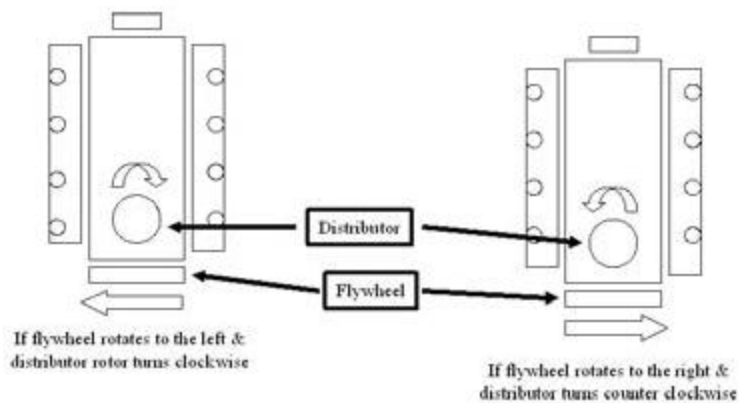 Distributor
Flywheel
If flywheel rotates to the left &
distributor rotor turns clockwise
If flywheel rotates to the right &
distributor turns counter clockwise